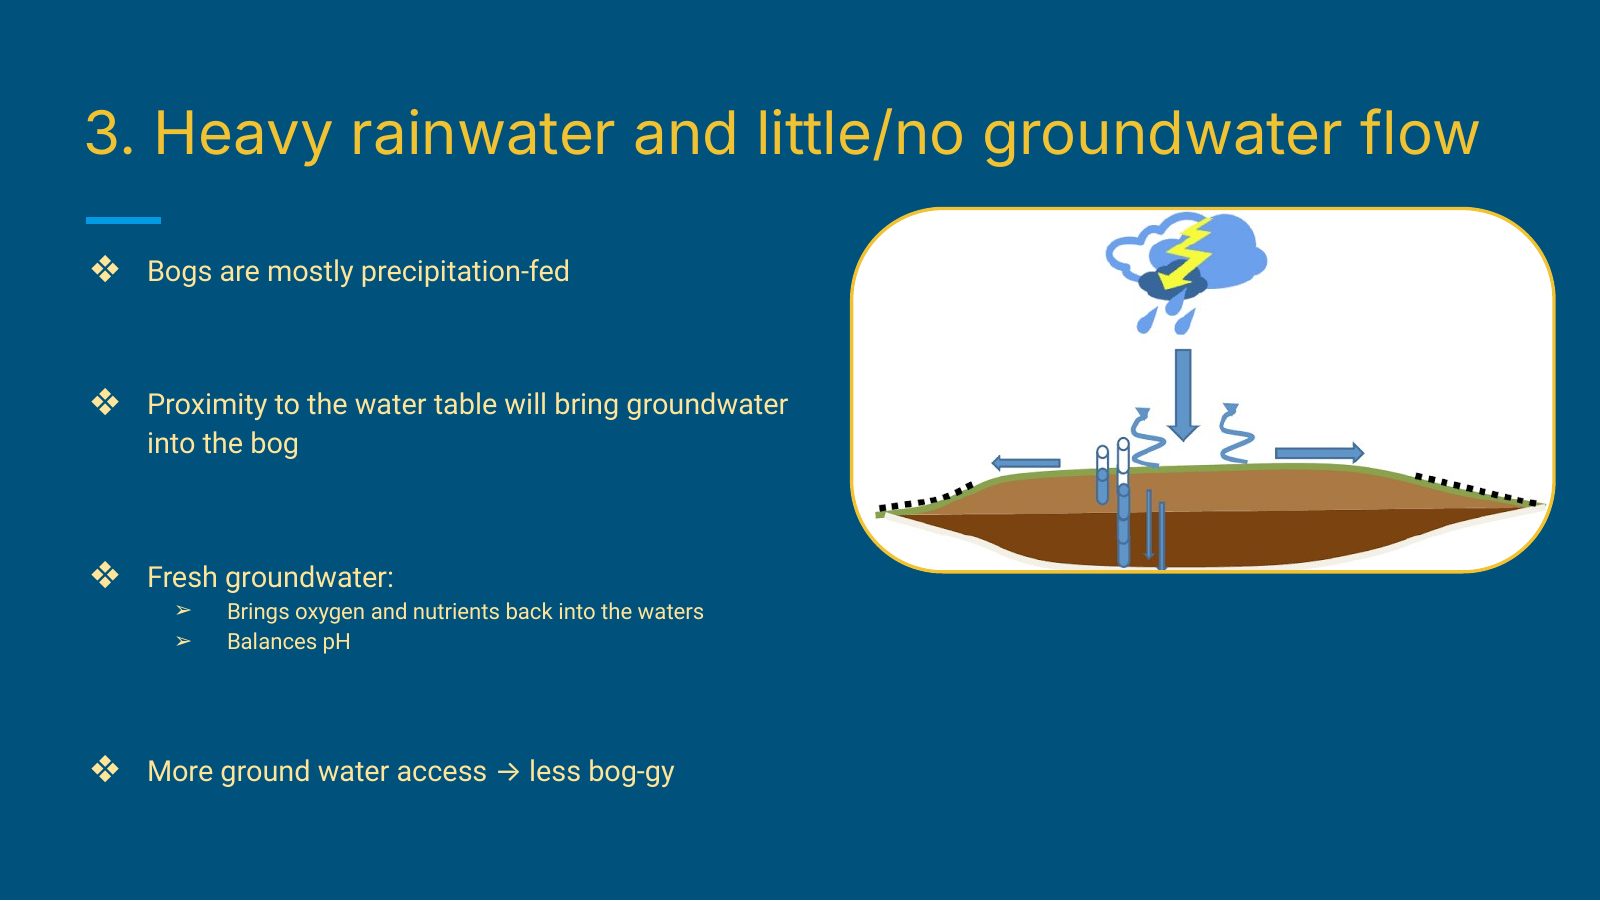 3. Heavy rainwater and little/no groundwater flow
❖ Bogs are mostly precipitation-fed
❖ Proximity to the water table will bring groundwater
into the bog
❖ Fresh groundwater:
➢ Brings oxygen and nutrients back into the waters
➢ Balances pH
❖ More ground water access → less bog-gy